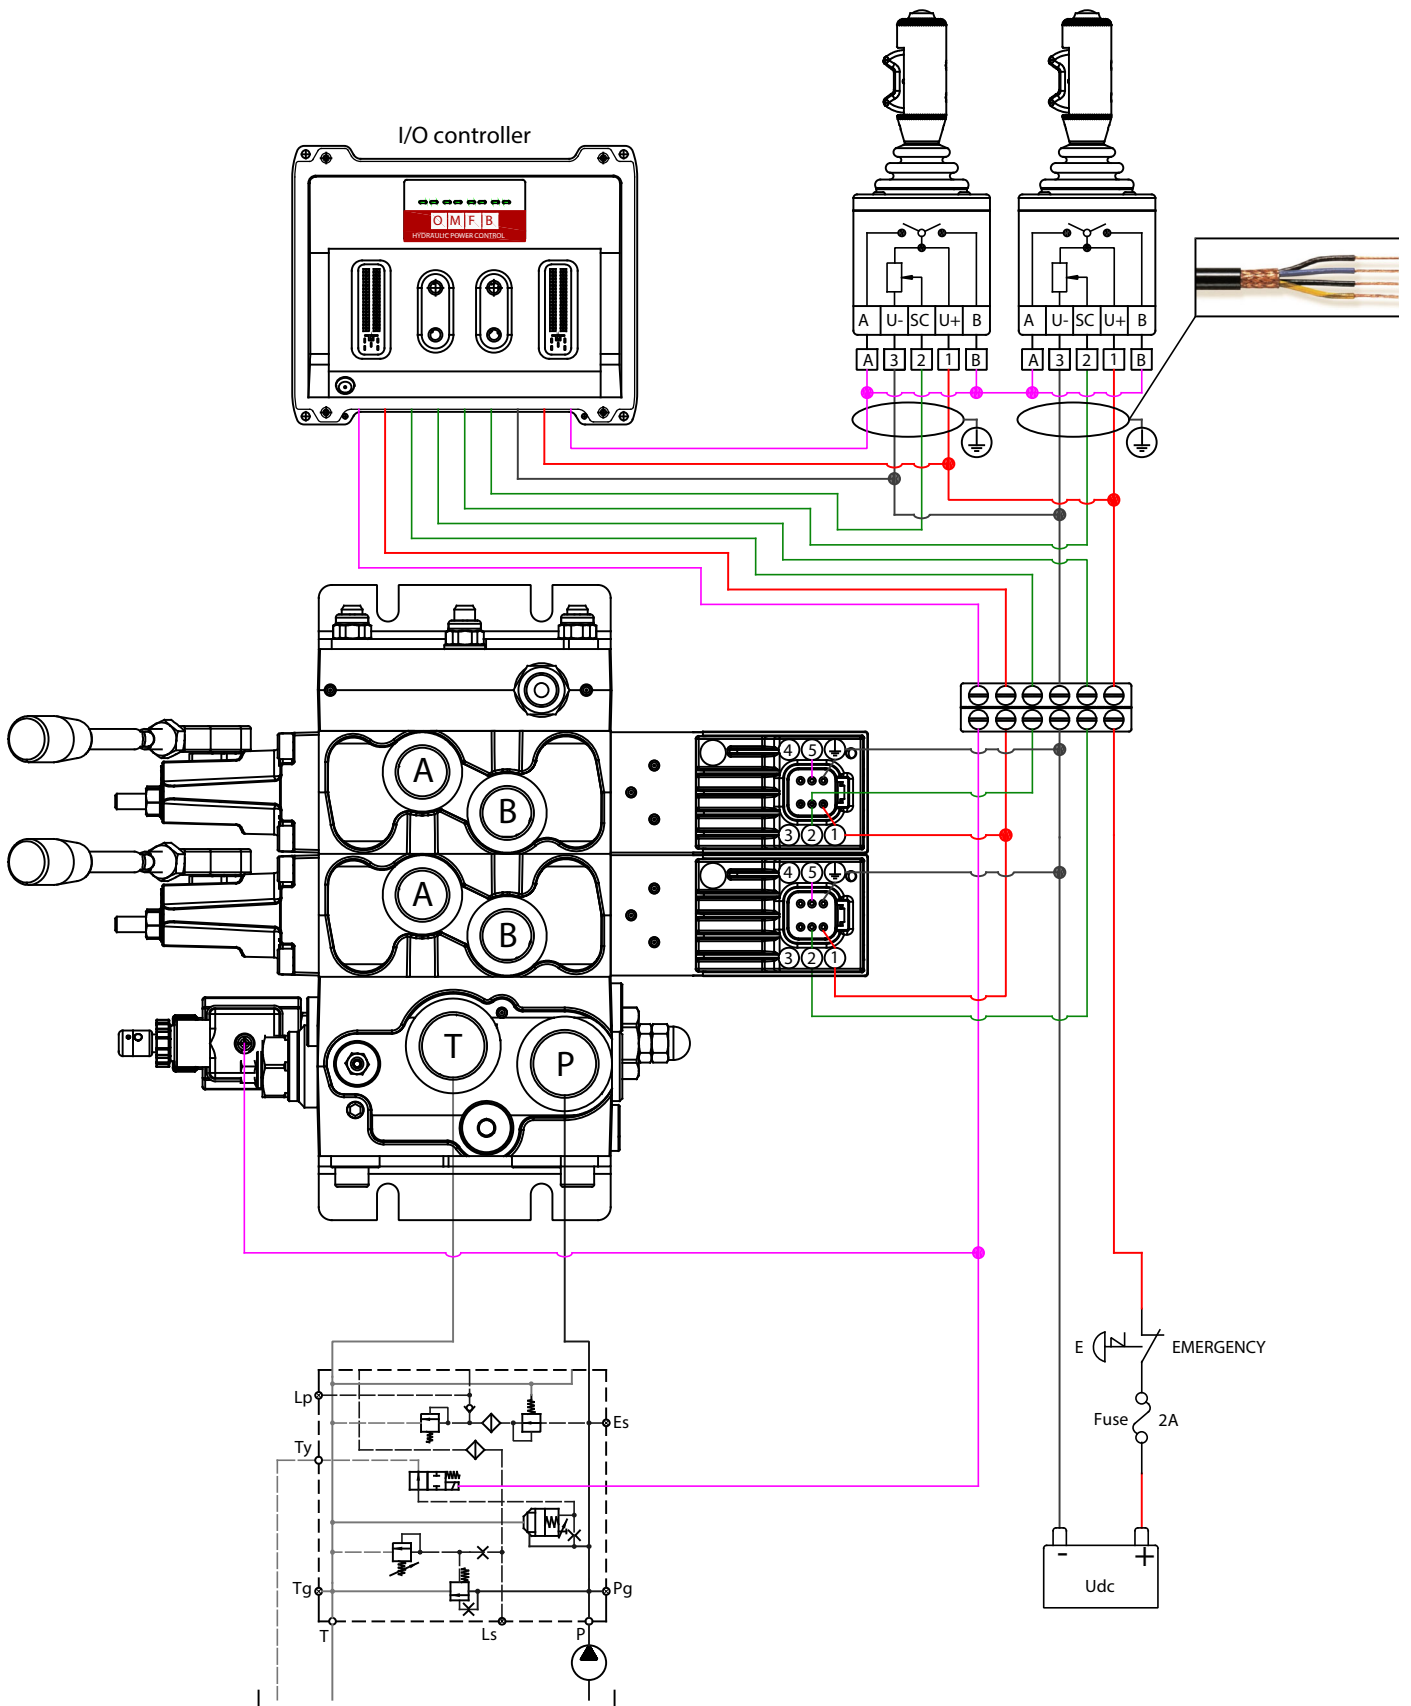 I/O controller
O M F B
HYDRAULIC POWER CONTROL
A U- SC U+ B
A 3 2 1 B
A U- SC U+ B
A 3 2 1 B
A
B
4 5
3 2 1
A
B
4 5
3 2 1
T
P
E
EMERGENCY
Fuse
2A
Lp
Es
Ty
Tg
Pg
T
Ls
P
- +
Udc